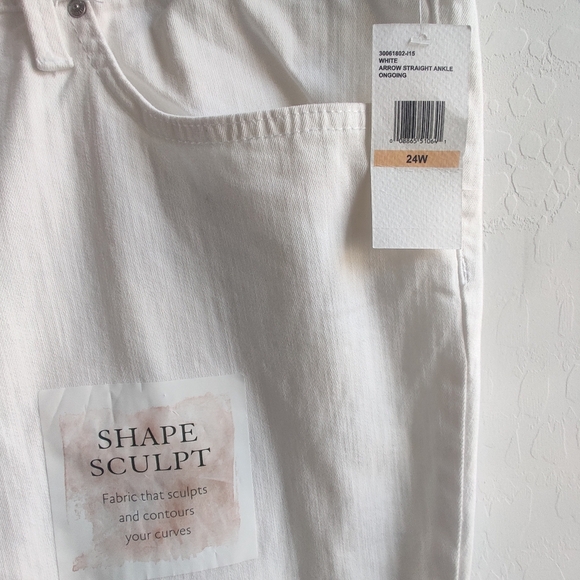 30061802-I15
WHITE
ARROW STRAIGHT ANKLE
ONGOING
24W
SHAPE
SCULPT
Fabric that sculpts
and contours
your curves